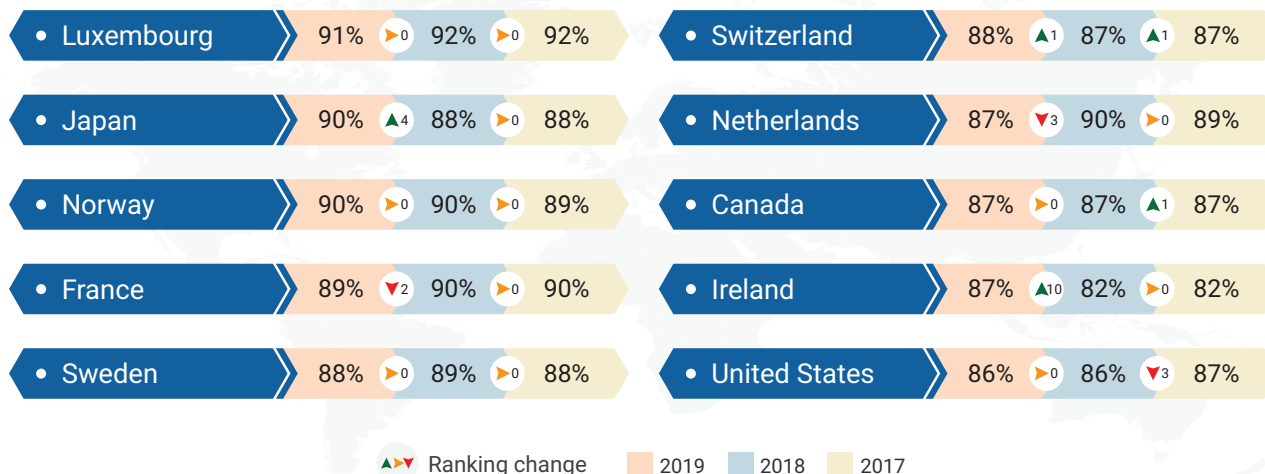 Luxembourg 91% 0 92% 0 92%
Japan 90% 4 88% 0 88%
Norway 90% 0 90% 0 89%
France 89% 2 90% 0 90%
Sweden 88% 0 89% 0 88%
Switzerland 88% 1 87% 1 87%
Netherlands 87% 3 90% 0 89%
Canada 87% 0 87% 1 87%
Ireland 87% 10 82% 0 82%
United States 86% 0 86% 3 87%
Ranking change 2019 2018 2017